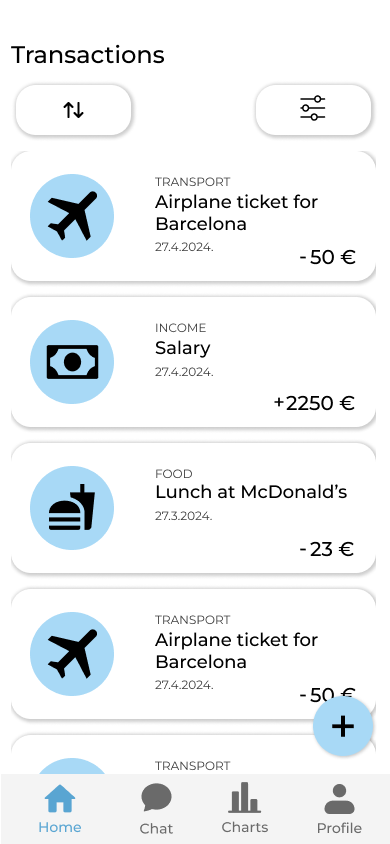 Transactions
TRANSPORT
Airplane ticket for
Barcelona
27.4.2024.
- 50 €
INCOME
Salary
27.4.2024.
+2250 €
FOOD
Lunch at McDonald’s
27.3.2024.
- 23 €
TRANSPORT
Airplane ticket for
Barcelona
27.4.2024.
- 50 €
+
TRANSPORT
Home
Chat
Charts
Profile